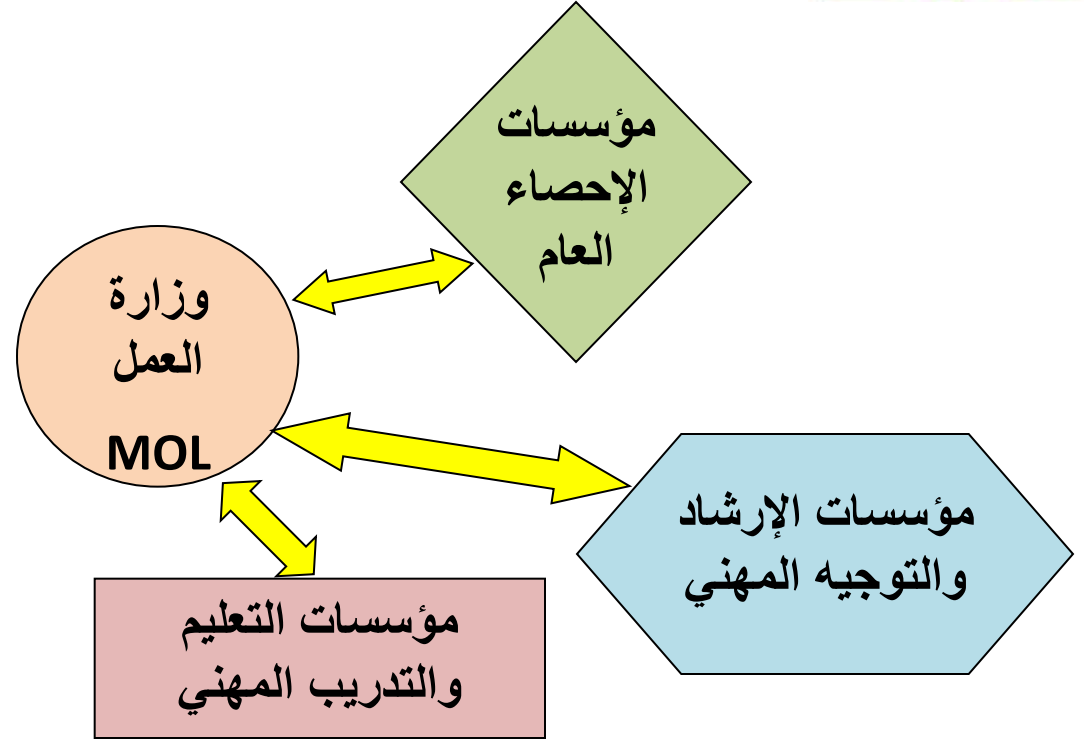 مؤسسات
الإحصاء
العام
وزارة
العمل
MOL
مؤسسات الإرشاد
والتوجيه المهني
مؤسسات التعليم
والتدريب المهني